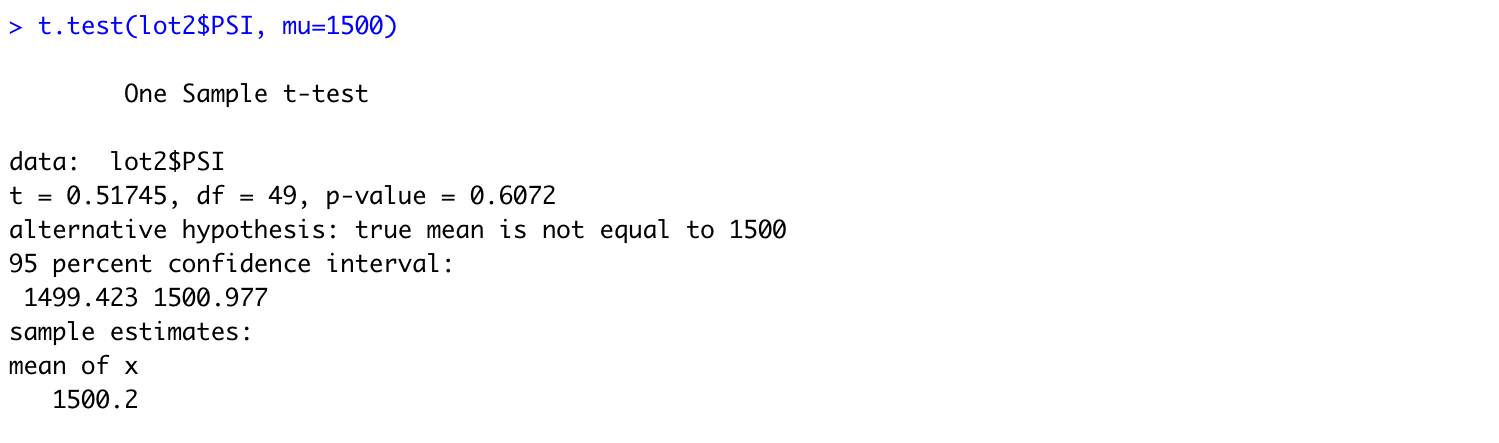 > t.test(lot2$PSI, mu=1500)
One Sample t-test
data:  lot2$PSI
t = 0.51745, df = 49, p-value = 0.6072
alternative hypothesis: true mean is not equal to 1500
95 percent confidence interval:
1499.423 1500.977
sample estimates:
mean of x
1500.2